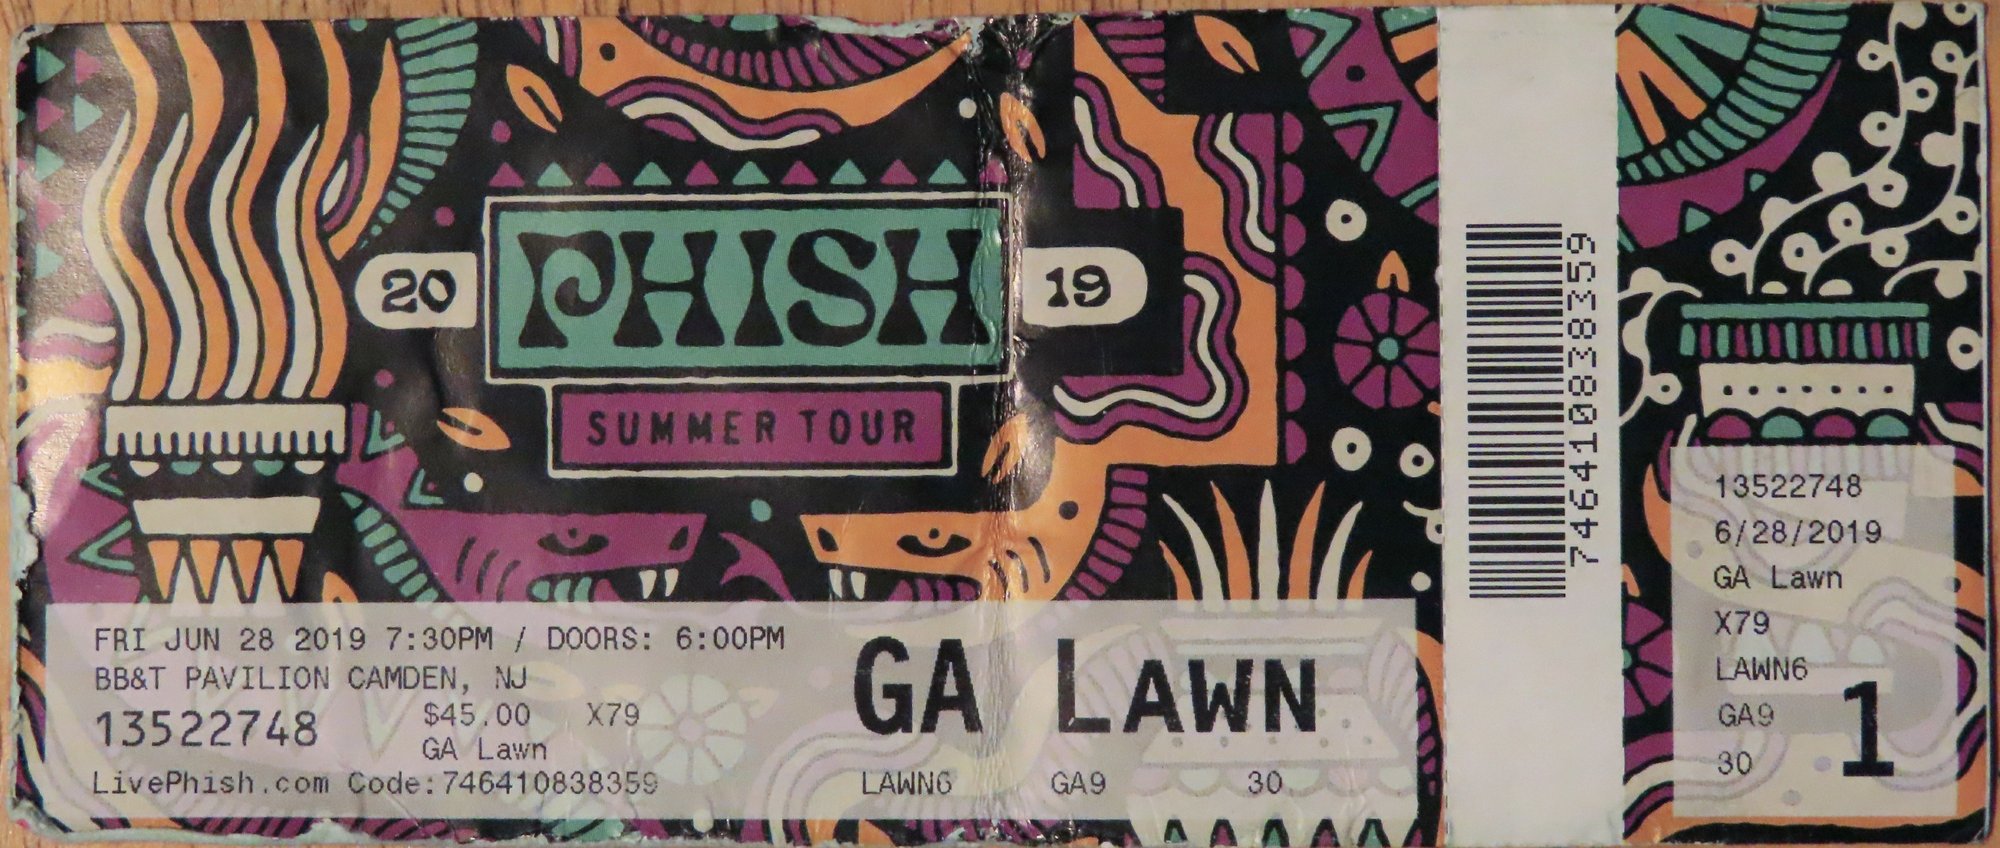 20 PHISH 19
SUMMER TOUR
FRI JUN 28 2019 7:30PM / DOORS: 6:00PM
BB&T PAVILION CAMDEN, NJ
13522748 $45.00 X79
GA Lawn
LivePhish.com Code:746410838359
GA LAWN
LAWN6 GA9 30
746410838359
13522748
6/28/2019
GA Lawn
X79
LAWN6
GA9
30
1